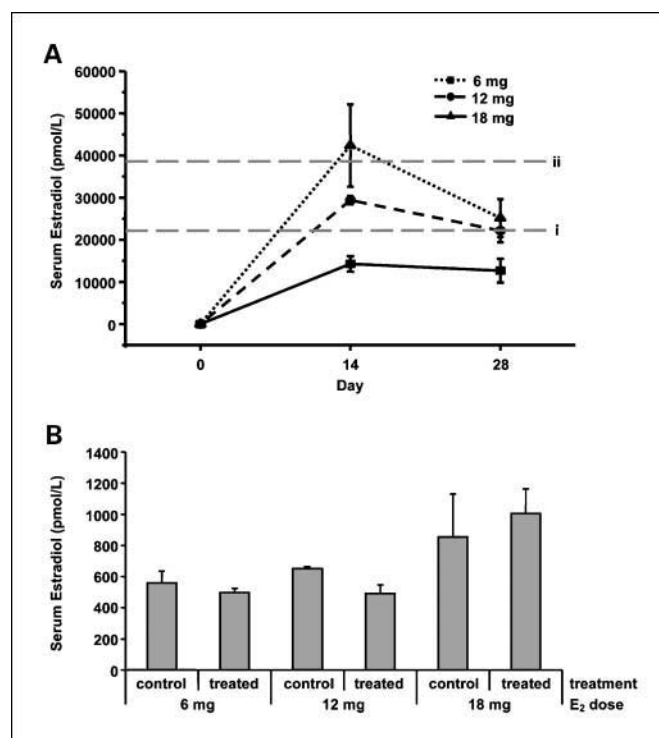 A
60000
50000
40000
30000
20000
10000
0
Serum Estradiol (pmol/L)
6 mg
12 mg
18 mg
ii
i
0 14 28
Day
B
1400
1200
1000
800
600
400
200
0
Serum Estradiol (pmol/L)
control treated control treated control treated treatment
6 mg 12 mg 18 mg E₂ dose